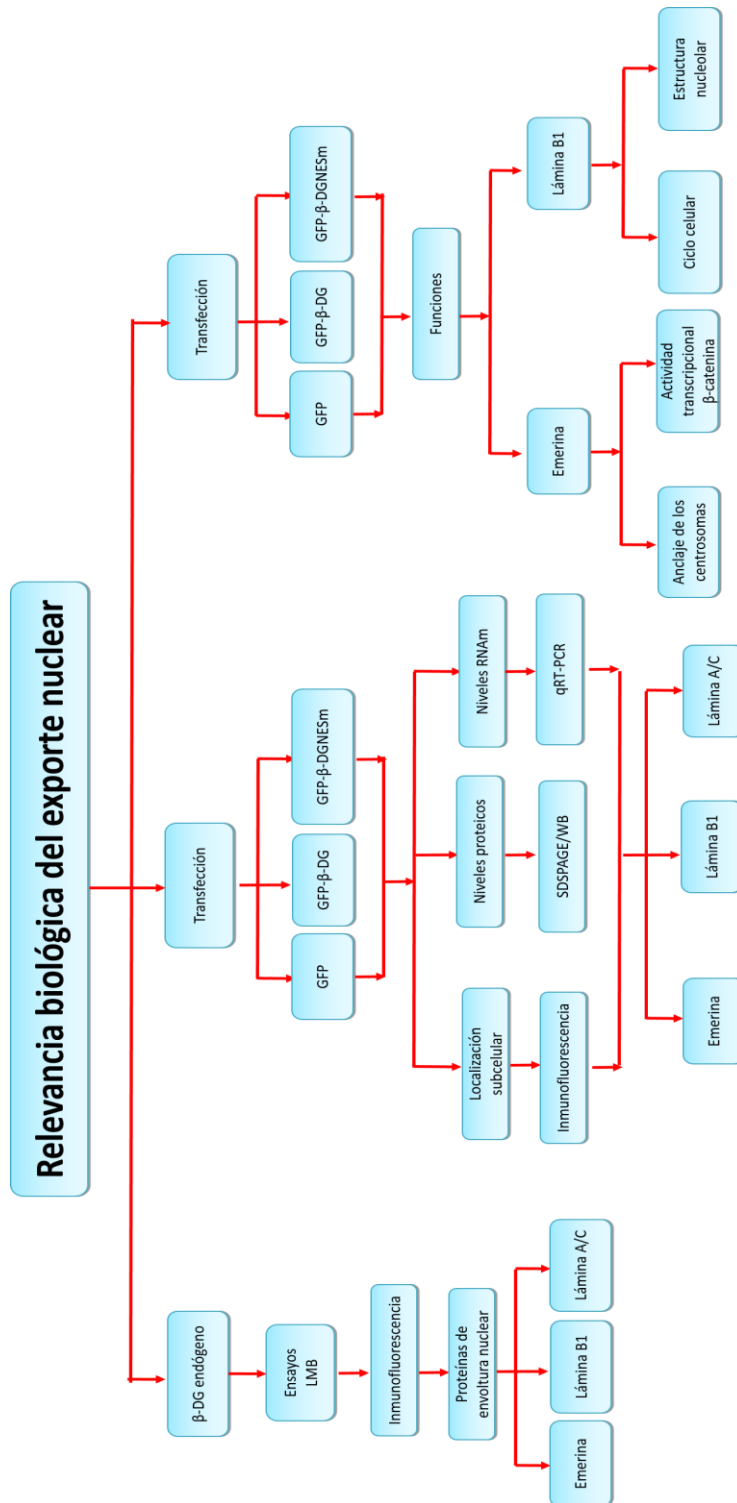 Relevancia biológica del exporte nuclear
β-DG endógeno
Ensayos
LMB
Inmunofluorescencia
Proteínas de
envoltura nuclear
Emerina
Lámina B1
Lámina A/C
Transfección
GFP
GFP-β-DG
GFP-β-DGNESm
Localización
subcelular
Niveles proteicos
Niveles RNAm
Inmunofluorescencia
SDSPAGE/WB
qRT-PCR
Emerina
Lámina B1
Lámina A/C
Transfección
GFP
GFP-β-DG
GFP-β-DGNESm
Funciones
Emerina
Lámina B1
Anclaje de los
centrosomas
Actividad
transcripcional
β-catenina
Ciclo celular
Estructura
nucleolar